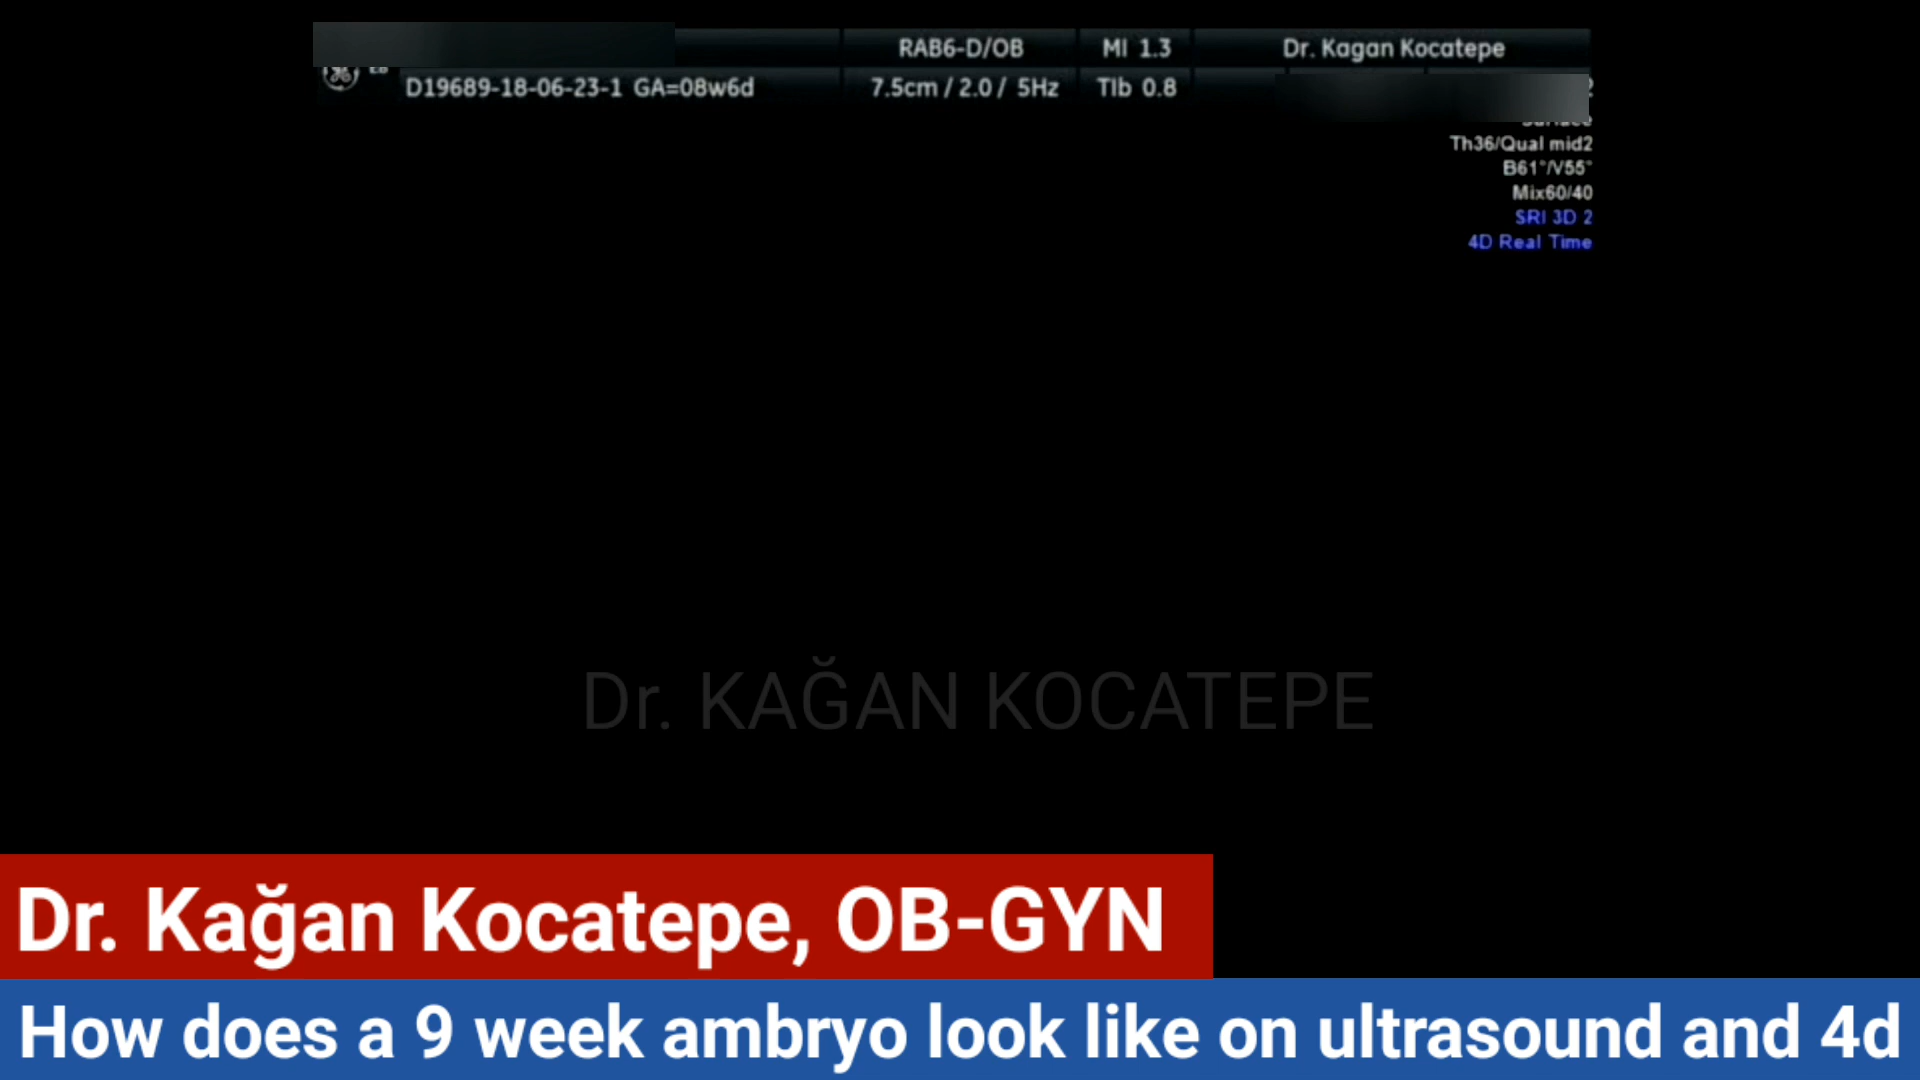 RAB6-D/OB MI 1.3 Dr. Kagan Kocatepe
D19689-18-06-23-1 GA=08w6d 7.5cm / 2.0 / 5Hz TIb 0.8
Th36/Qual mid2
B61°/V55°
Mix60/40
SRI 3D 2
4D Real Time
Dr. KAĞAN KOCATEPE
Dr. Kağan Kocatepe, OB-GYN
How does a 9 week ambryo look like on ultrasound and 4d